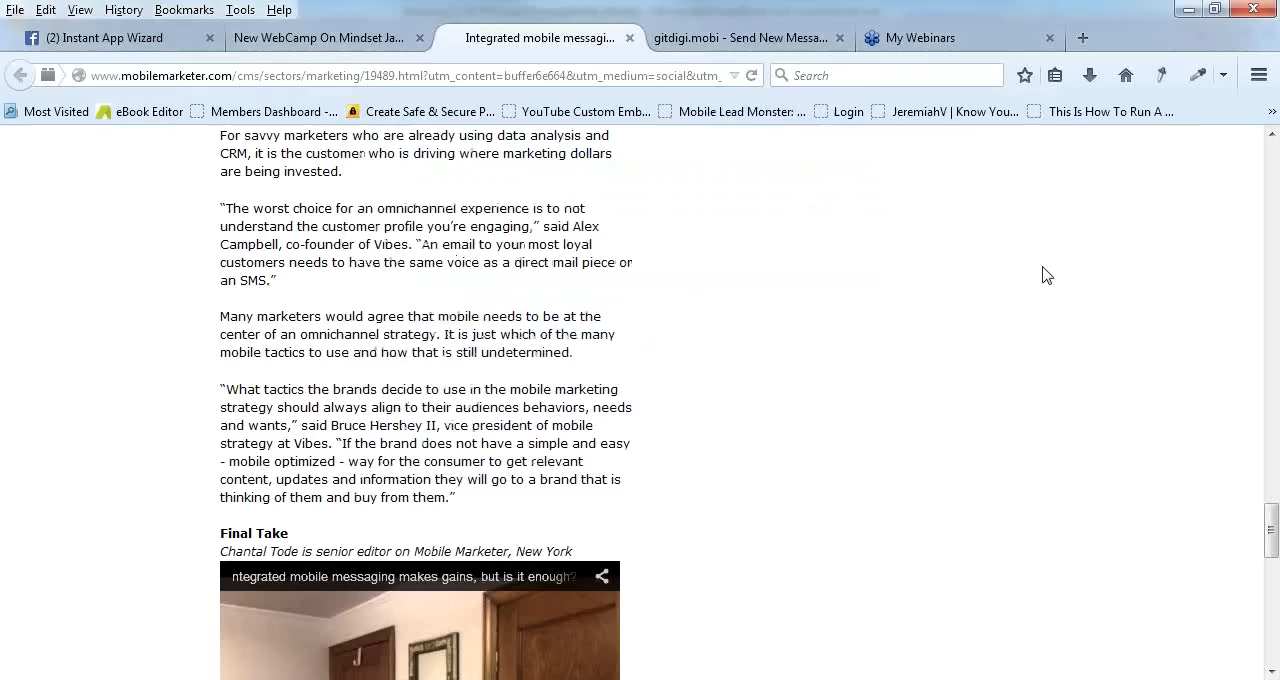 File Edit View History Bookmarks Tools Help
(2) Instant App Wizard × New WebCamp On Mindset Ja... × Integrated mobile messagi... × gitdigi.mobi - Send New Messa... × My Webinars × +
www.mobilemarketer.com/cms/sectors/marketing/19489.html?utm_content=buffer6e664&utm_medium=social&utm_ Search
Most Visited eBook Editor Members Dashboard -... Create Safe & Secure P... YouTube Custom Emb... Mobile Lead Monster: ... Login JeremiahV | Know You... This Is How To Run A ... »
For savvy marketers who are already using data analysis and
CRM, it is the customer who is driving where marketing dollars
are being invested.
“The worst choice for an omnichannel experience is to not
understand the customer profile you’re engaging,” said Alex
Campbell, co-founder of Vibes. “An email to your most loyal
customers needs to have the same voice as a direct mail piece or
an SMS.”
Many marketers would agree that mobile needs to be at the
center of an omnichannel strategy. It is just which of the many
mobile tactics to use and how that is still undetermined.
“What tactics the brands decide to use in the mobile marketing
strategy should always align to their audiences behaviors, needs
and wants,” said Bruce Hershey II, vice president of mobile
strategy at Vibes. “If the brand does not have a simple and easy
- mobile optimized - way for the consumer to get relevant
content, updates and information they will go to a brand that is
thinking of them and buy from them.”
Final Take
Chantal Tode is senior editor on Mobile Marketer, New York
ntegrated mobile messaging makes gains, but is it enough?